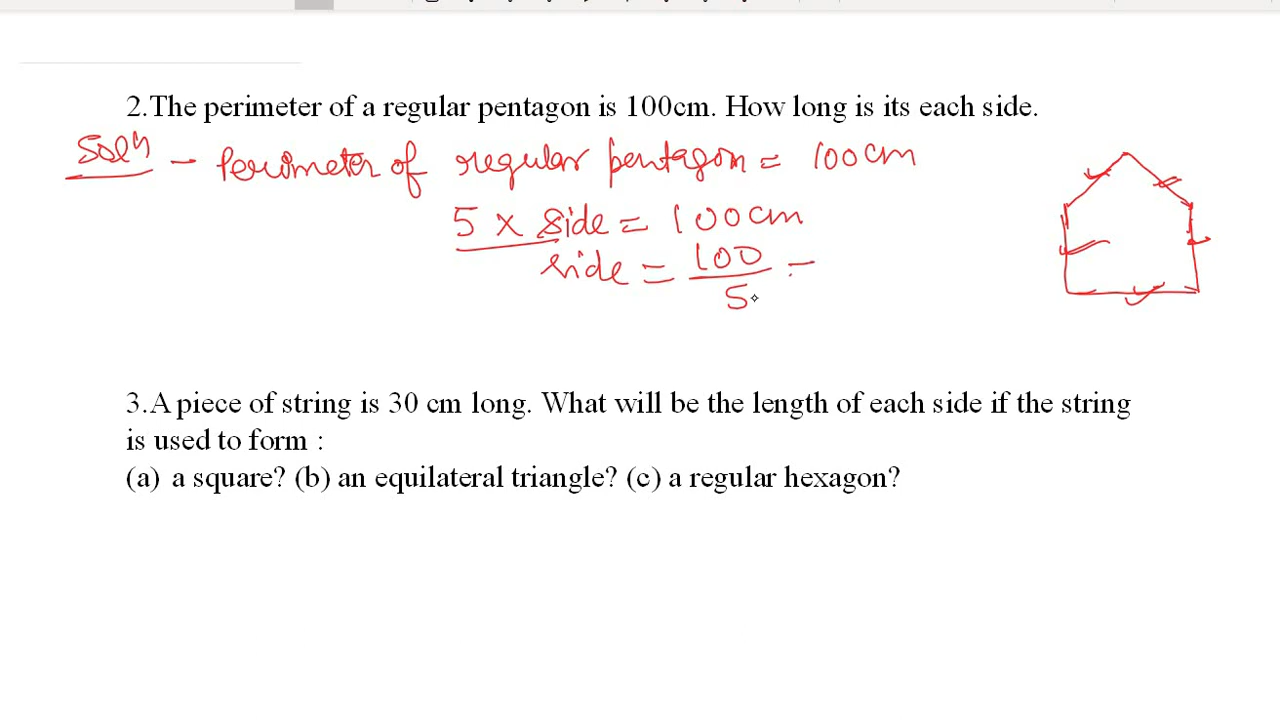 2.The perimeter of a regular pentagon is 100cm. How long is its each side.
Soln - Perimeter of regular pentagon = 100cm
5 x side = 100cm
side = 100/5 =
3.A piece of string is 30 cm long. What will be the length of each side if the string
is used to form :
(a) a square? (b) an equilateral triangle? (c) a regular hexagon?